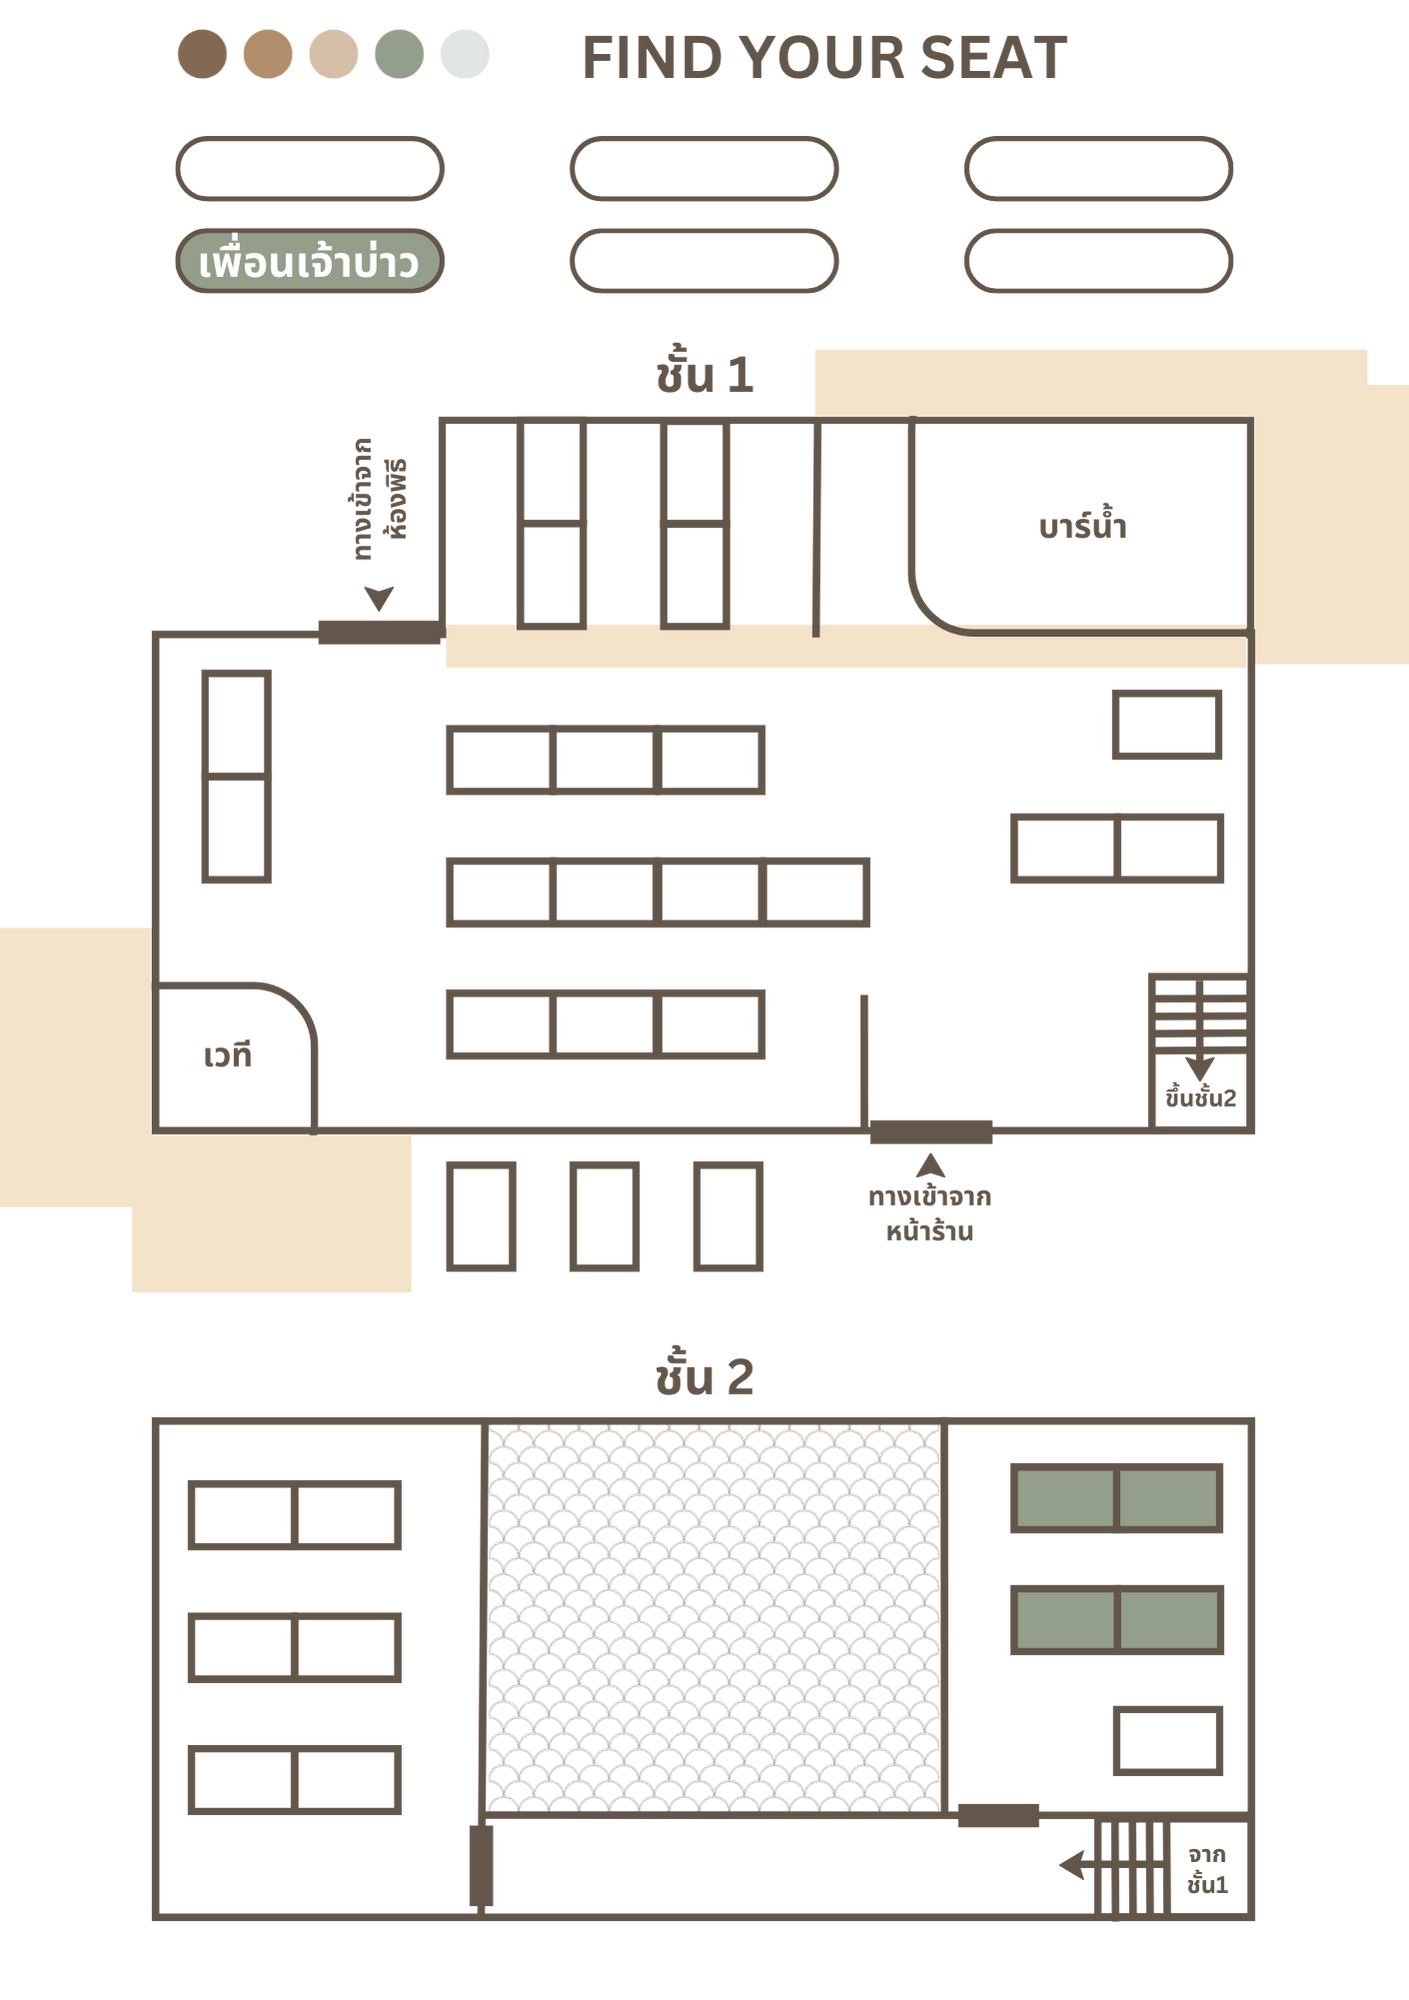 FIND YOUR SEAT
เพื่อนเจ้าบ่าว
ชั้น 1
ทางเข้าจาก
ห้องพิธี
บาร์น้ำ
เวที
ขึ้นชั้น2
ทางเข้าจาก
หน้าร้าน
ชั้น 2
จาก
ชั้น1